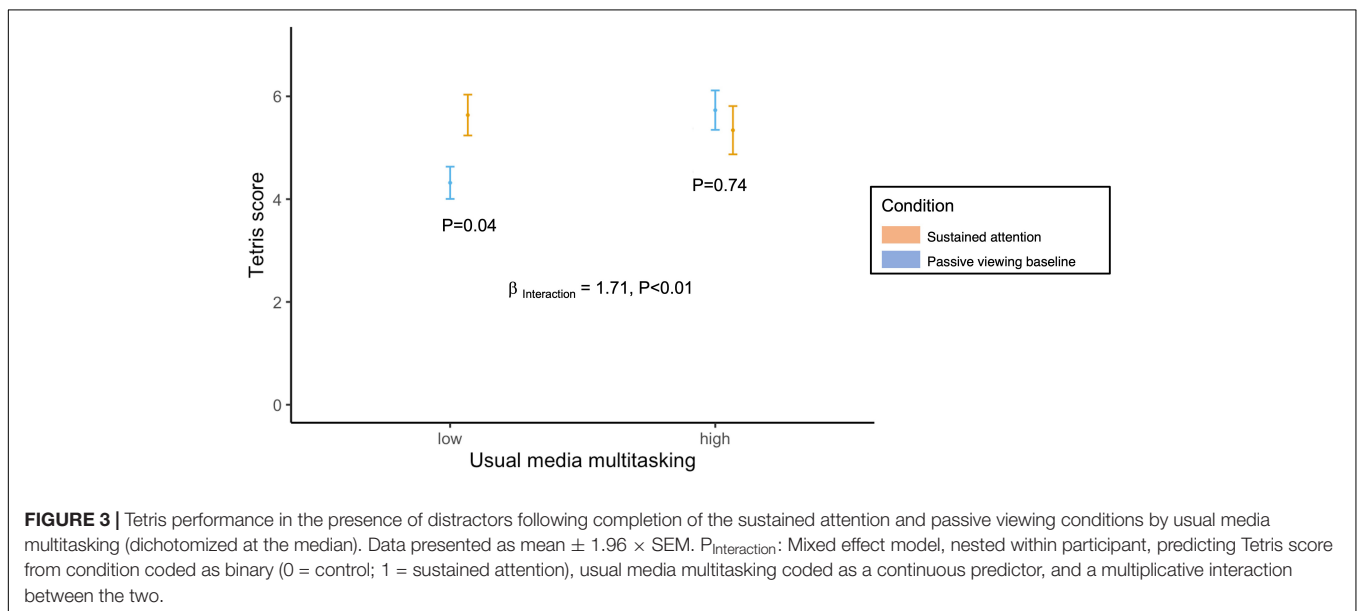 6
4
2
0
Tetris score
P=0.04
P=0.74
β Interaction = 1.71, P<0.01
low
high
Usual media multitasking
Condition
Sustained attention
Passive viewing baseline
FIGURE 3 | Tetris performance in the presence of distractors following completion of the sustained attention and passive viewing conditions by usual media
multitasking (dichotomized at the median). Data presented as mean ± 1.96 × SEM. PInteraction: Mixed effect model, nested within participant, predicting Tetris score
from condition coded as binary (0 = control; 1 = sustained attention), usual media multitasking coded as a continuous predictor, and a multiplicative interaction
between the two.